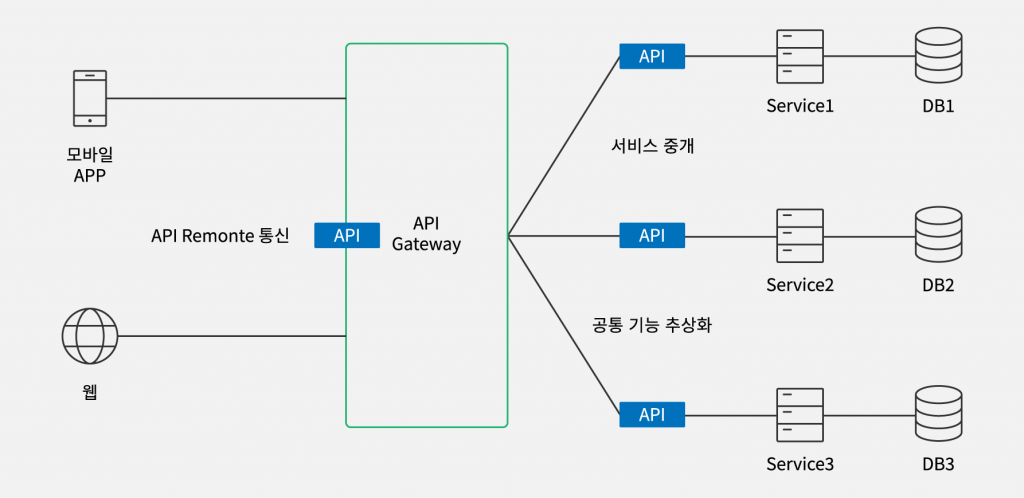 모바일
APP
API Remonte 통신
API
API
Gateway
웹
서비스 중개
공통 기능 추상화
API
Service1
DB1
API
Service2
DB2
API
Service3
DB3